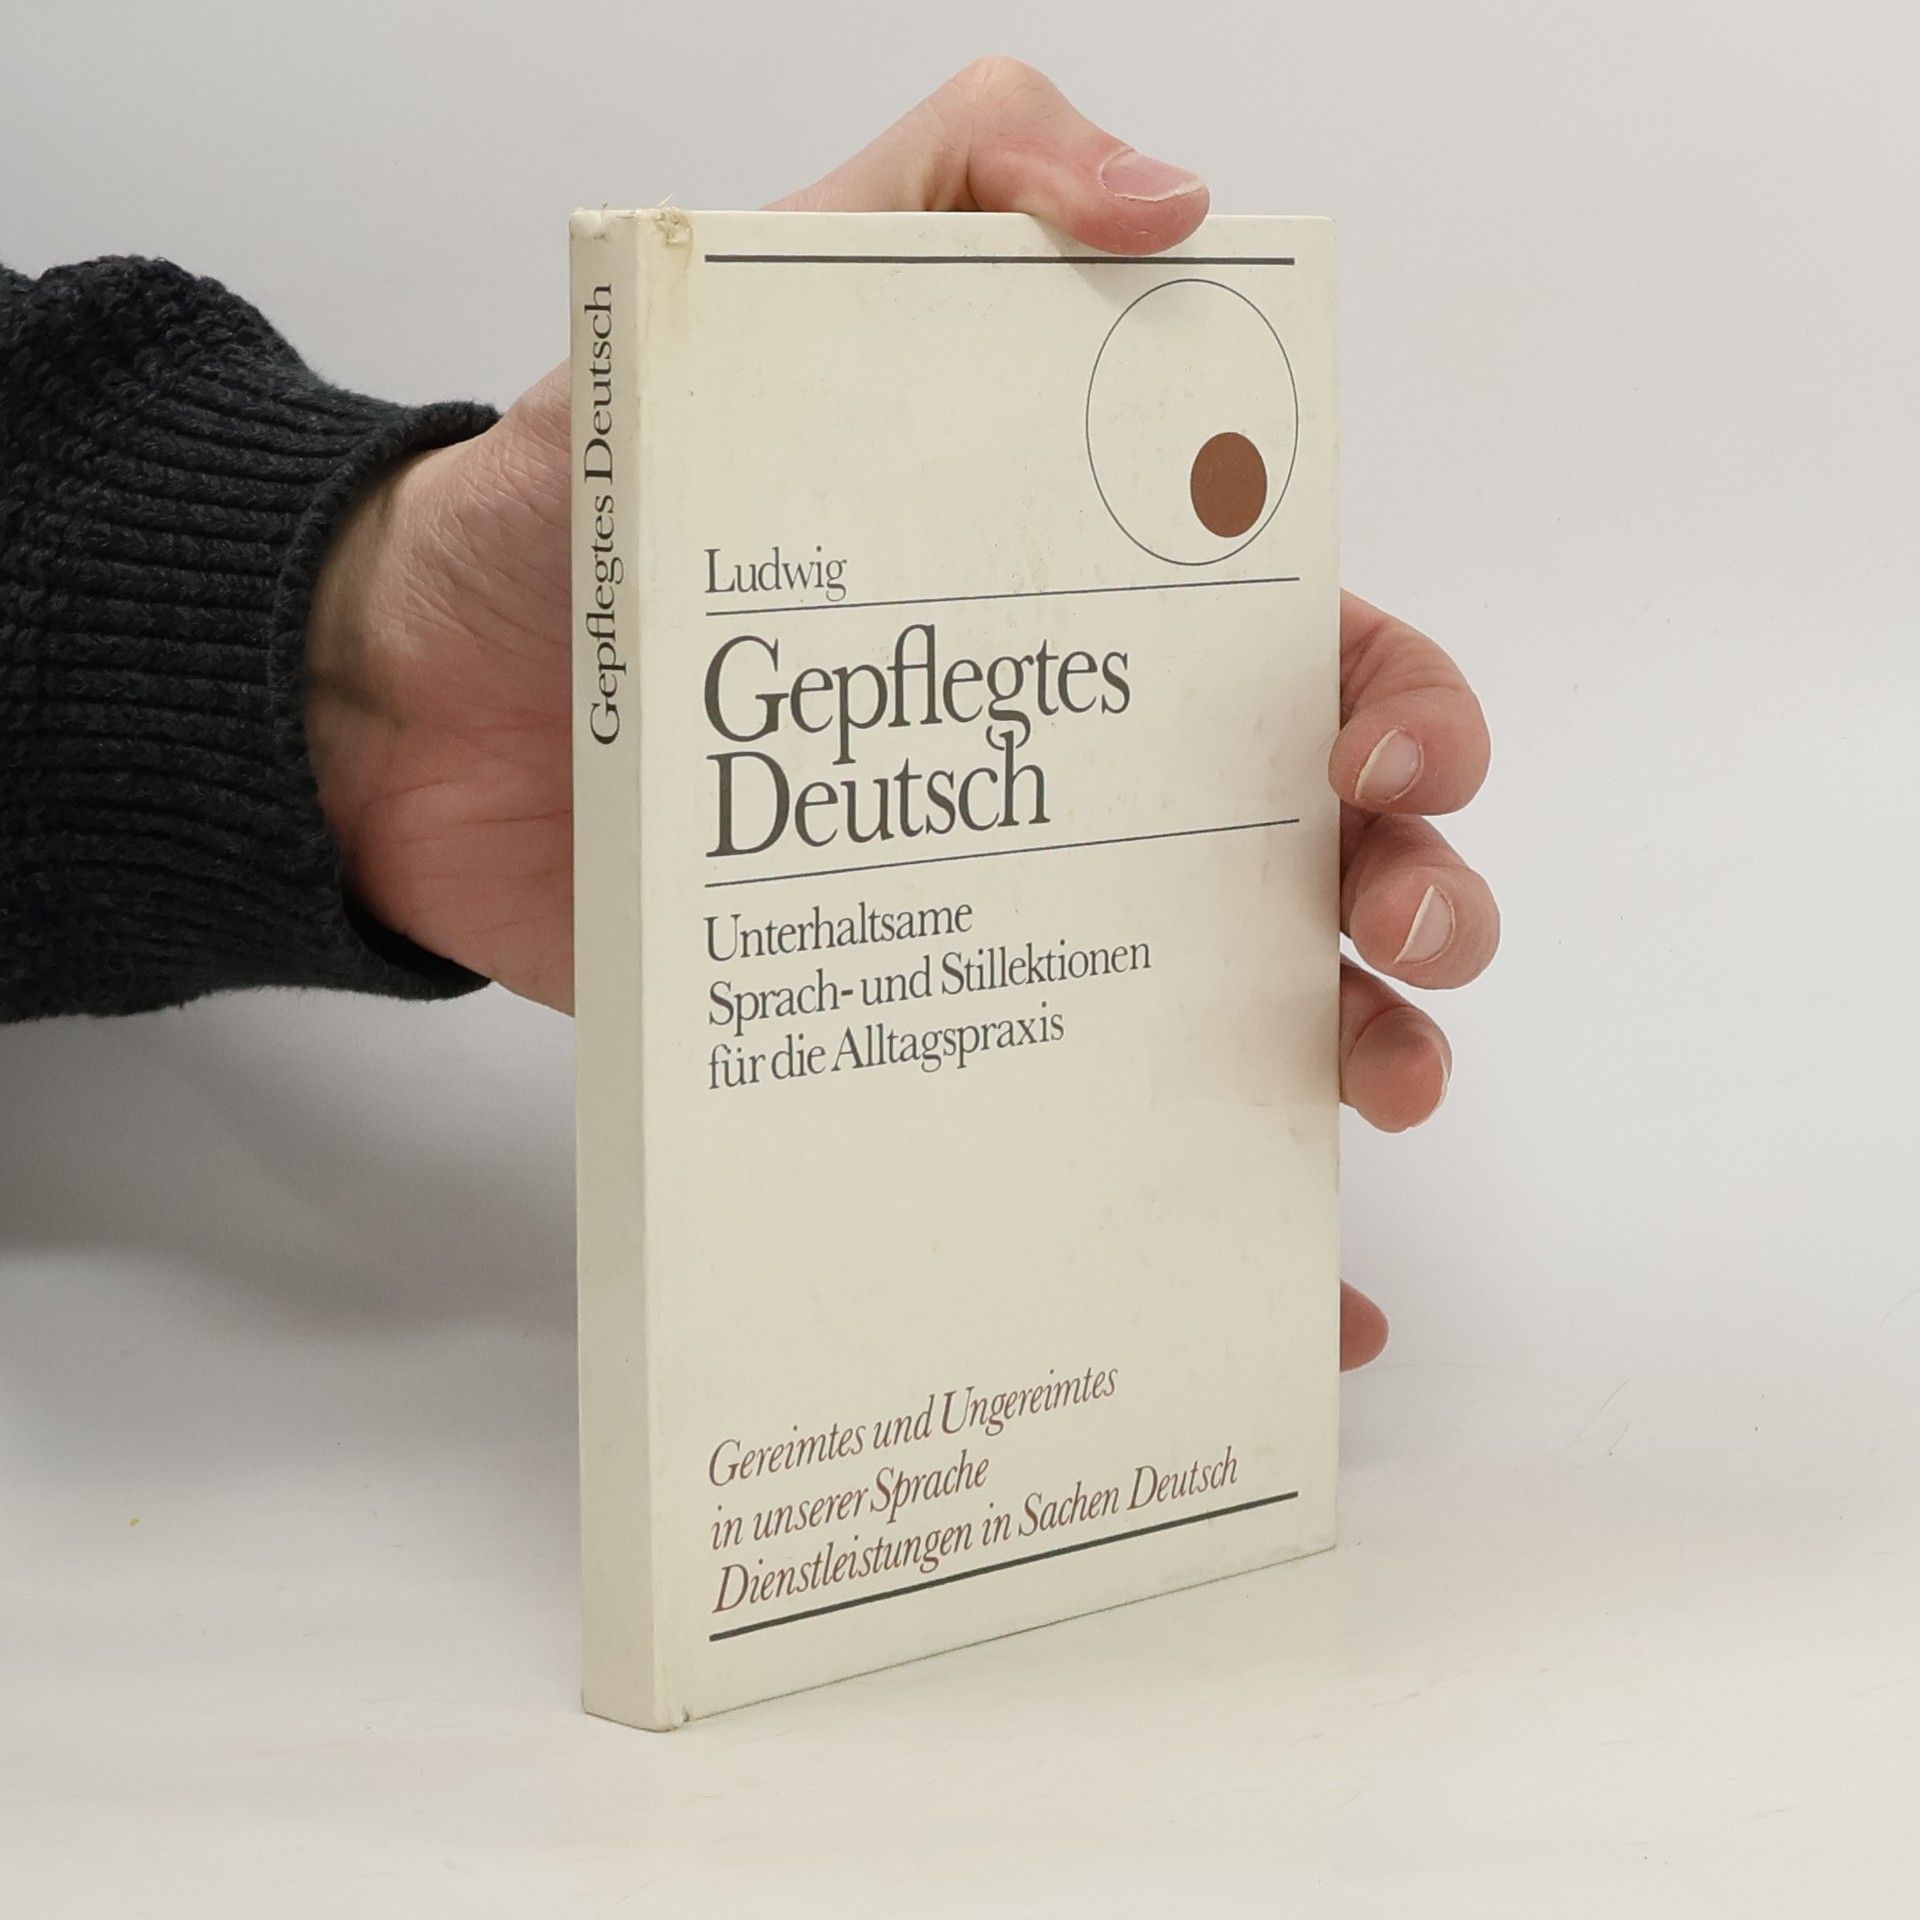 Gepflegtes Deutsch
Ludwig
Gepflegtes
Deutsch
Unterhaltsame
Sprach- und Stillektionen
für die Alltagspraxis
Gereimtes und Ungereimtes
in unserer Sprache
Dienstleistungen in Sachen Deutsch